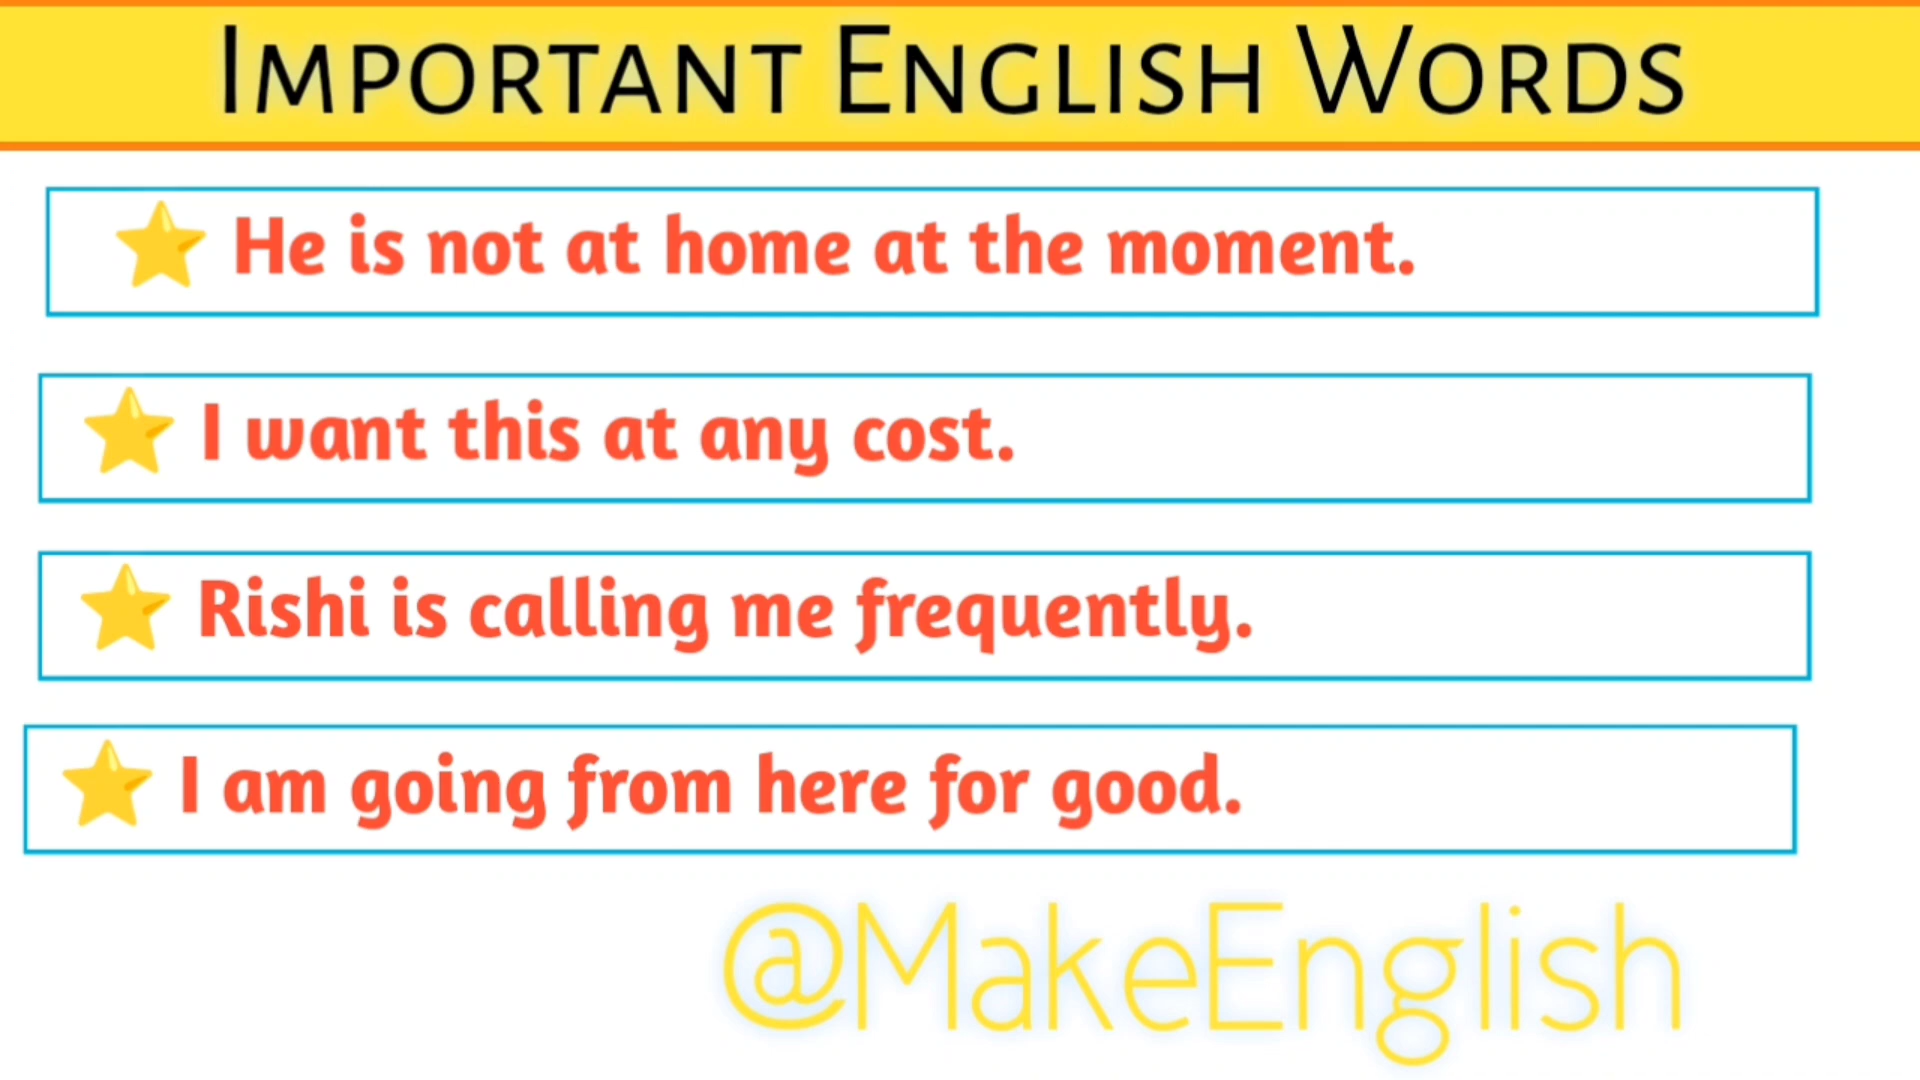 Important English Words
He is not at home at the moment.
I want this at any cost.
Rishi is calling me frequently.
I am going from here for good.
@MakeEnglish